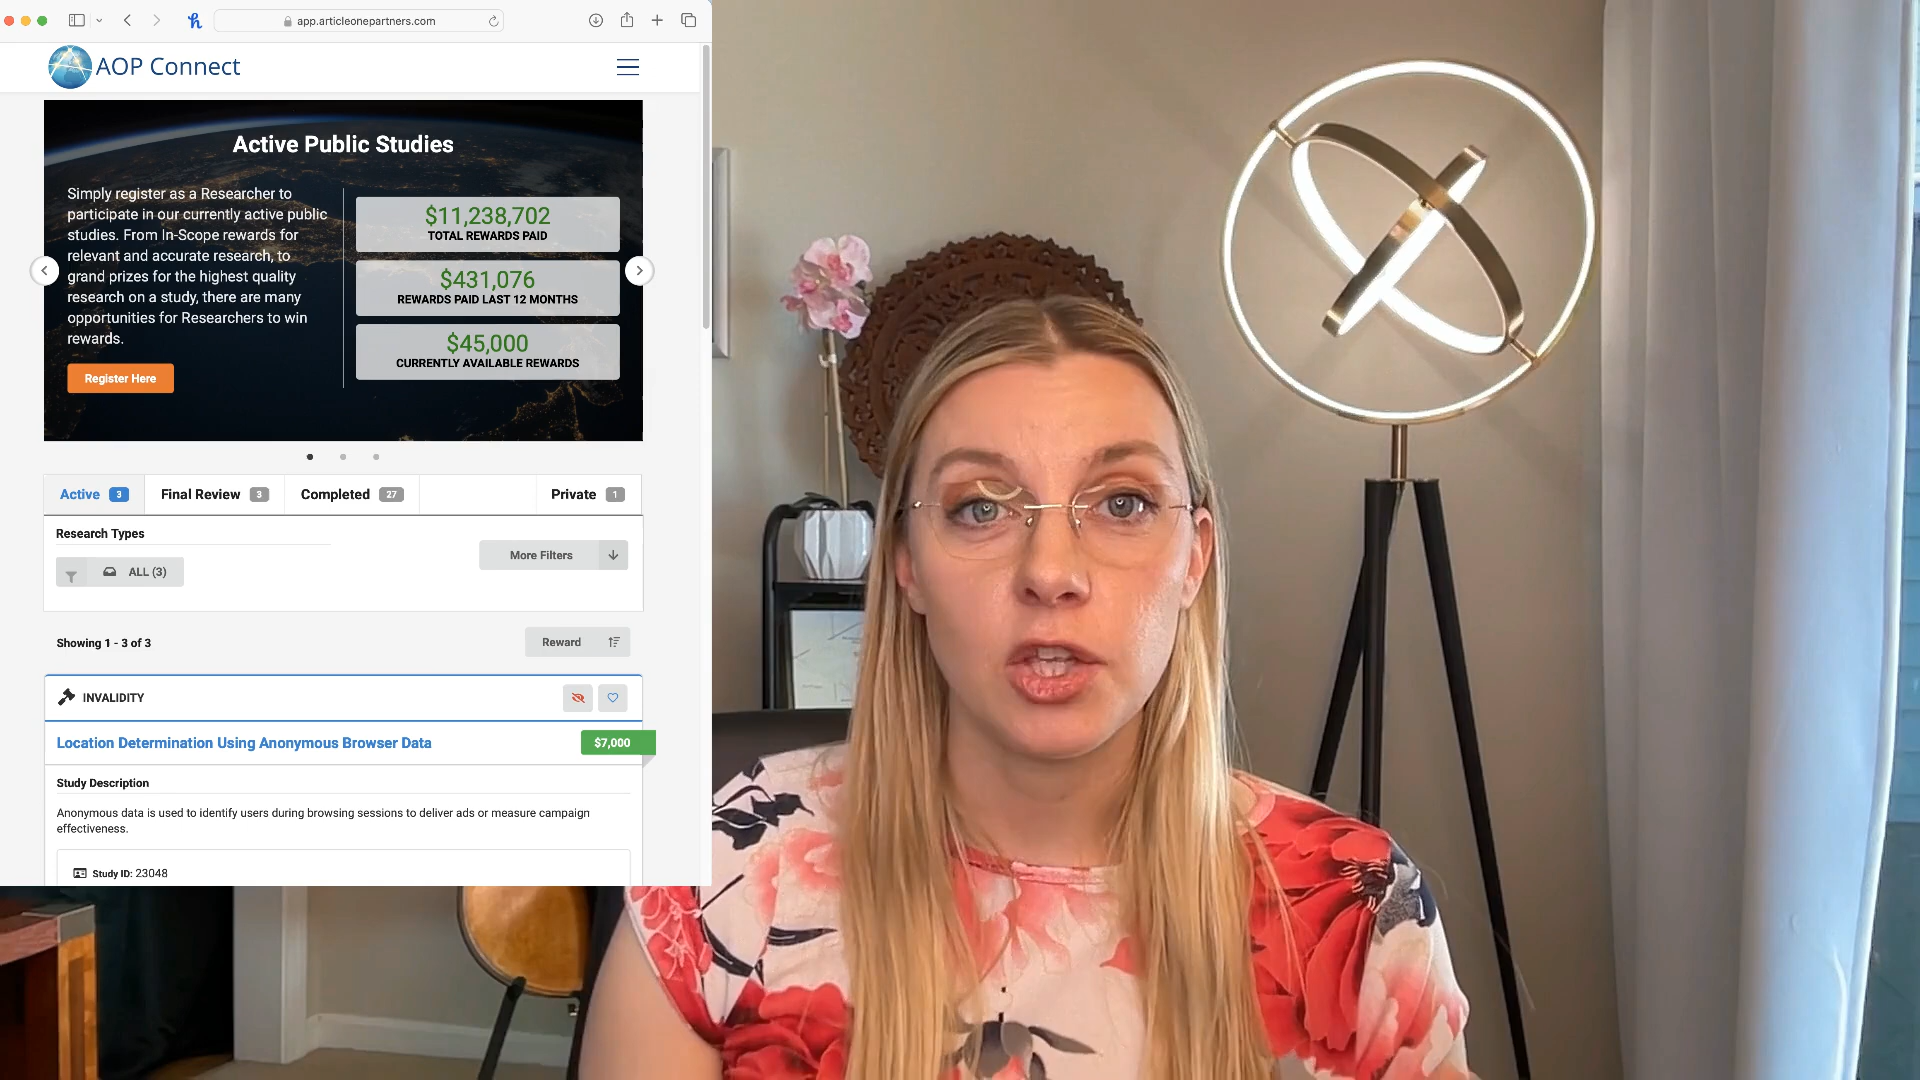 app.articleonepartners.com
AOP Connect
Active Public Studies
Simply register as a Researcher to
participate in our currently active public
studies. From In-Scope rewards for
relevant and accurate research, to
grand prizes for the highest quality
research on a study, there are many
opportunities for Researchers to win
rewards.
Register Here
$11,238,702
TOTAL REWARDS PAID
$431,076
REWARDS PAID LAST 12 MONTHS
$45,000
CURRENTLY AVAILABLE REWARDS
Active 3 Final Review 3 Completed 27 Private 1
Research Types
More Filters
ALL (3)
Showing 1 - 3 of 3
Reward
INVALIDITY
Location Determination Using Anonymous Browser Data
$7,000
Study Description
Anonymous data is used to identify users during browsing sessions to deliver ads or measure campaign
effectiveness.
Study ID: 23048